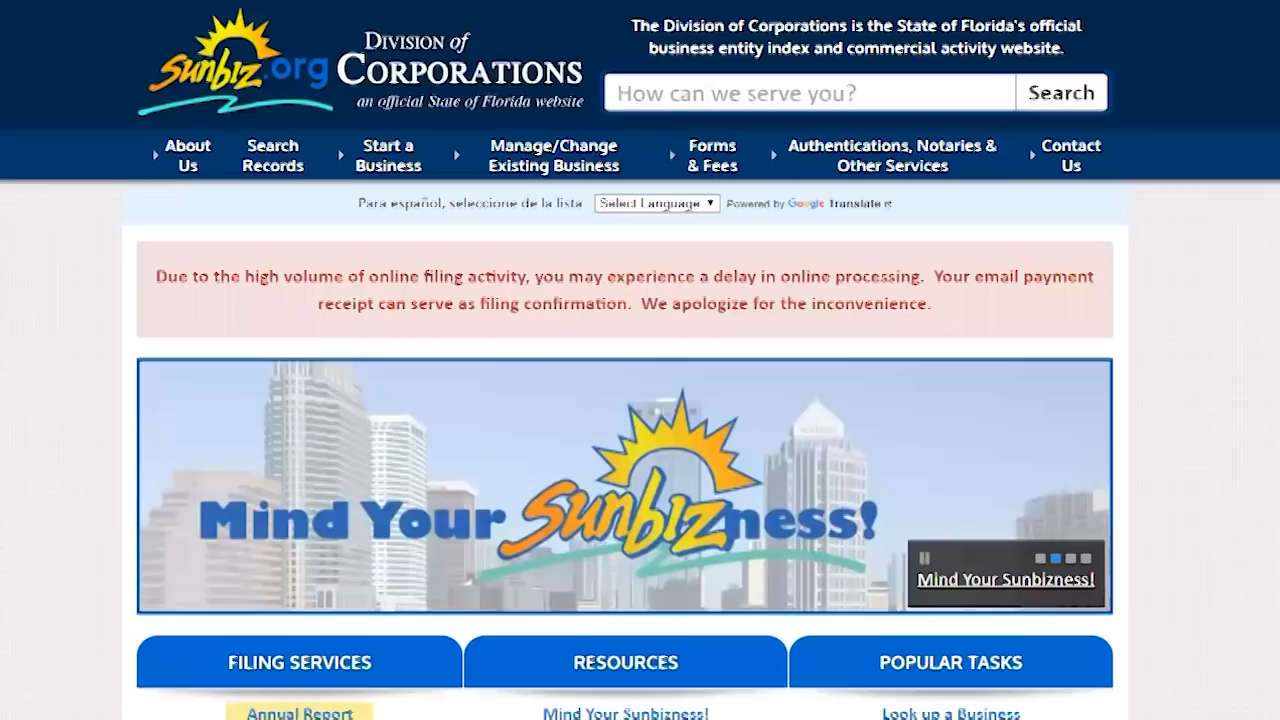 Sunbiz.org
DIVISION of
CORPORATIONS
an official State of Florida website
The Division of Corporations is the State of Florida's official
business entity index and commercial activity website.
How can we serve you?
Search
About
Us
Search
Records
Start a
Business
Manage/Change
Existing Business
Forms
& Fees
Authentications, Notaries &
Other Services
Contact
Us
Para español, seleccione de la lista
Select Language
Powered by Google Translate
Due to the high volume of online filing activity, you may experience a delay in online processing. Your email payment
receipt can serve as filing confirmation. We apologize for the inconvenience.
Mind Your Sunbizness!
Mind Your Sunbizness!
FILING SERVICES
RESOURCES
POPULAR TASKS
Annual Report
Mind Your Sunbizness!
Look up a Business